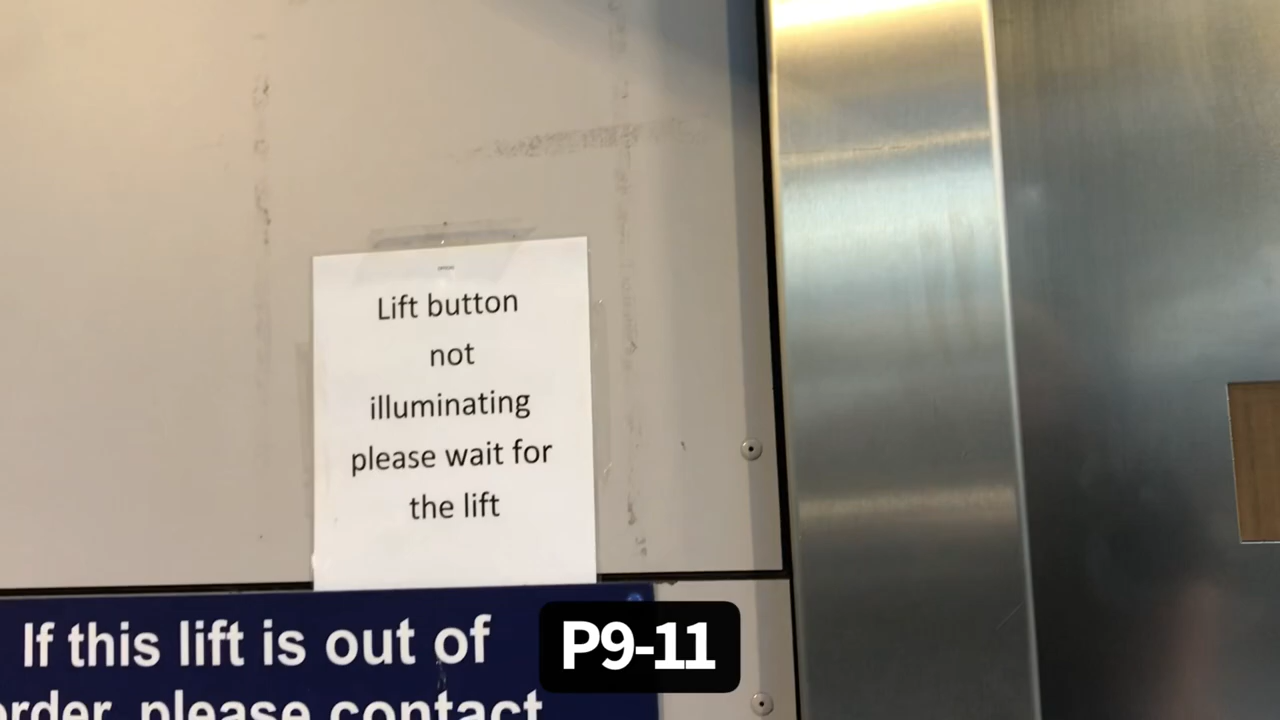 Lift button
not
illuminating
please wait for
the lift
If this lift is out of
order, please contact
P9-11